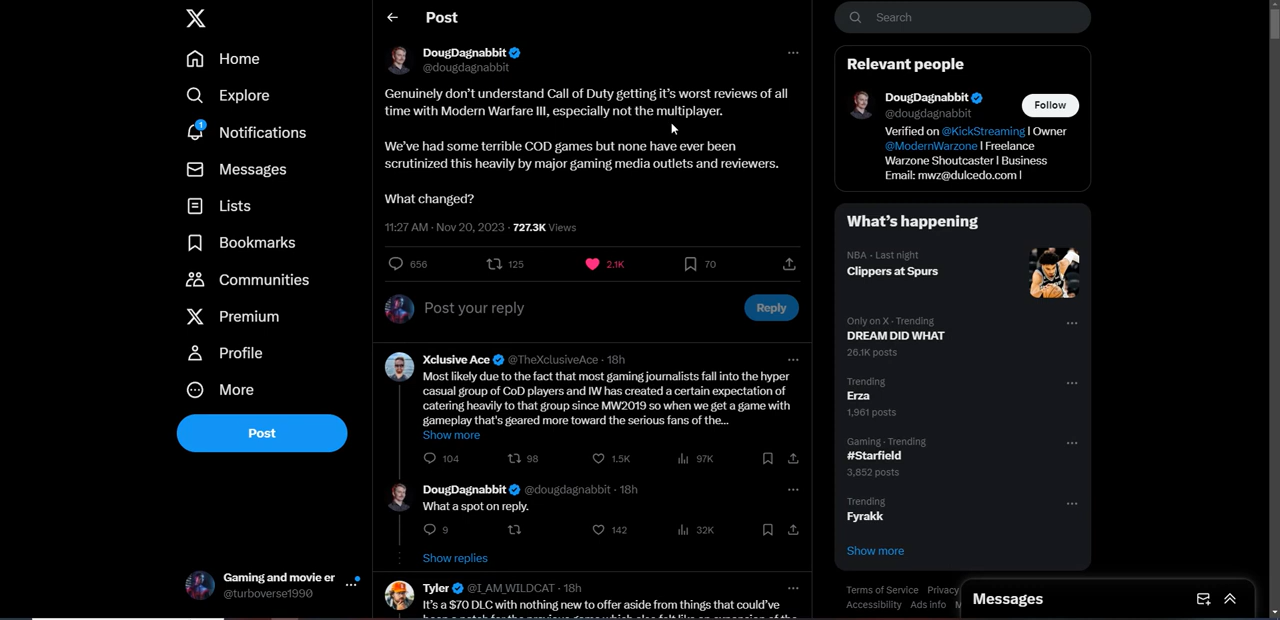 Home
Explore
1
Notifications
Messages
Lists
Bookmarks
Communities
Premium
Profile
More
Post
Gaming and movie er
@turboverse1990
Post
DougDagnabbit
@dougdagnabbit
Genuinely don't understand Call of Duty getting it's worst reviews of all
time with Modern Warfare III, especially not the multiplayer.
We've had some terrible COD games but none have ever been
scrutinized this heavily by major gaming media outlets and reviewers.
What changed?
11:27 AM · Nov 20, 2023 · 727.3K Views
656 125 2.1K 70
Post your reply
Reply
Xclusive Ace @TheXclusiveAce · 18h
Most likely due to the fact that most gaming journalists fall into the hyper
casual group of CoD players and IW has created a certain expectation of
catering heavily to that group since MW2019 so when we get a game with
gameplay that's geared more toward the serious fans of the...
Show more
104 98 1.5K 97K
DougDagnabbit @dougdagnabbit · 18h
What a spot on reply.
9 142 32K
Show replies
Tyler @I_AM_WILDCAT · 18h
It's a $70 DLC with nothing new to offer aside from things that could've
Search
Relevant people
DougDagnabbit
@dougdagnabbit
Follow
Verified on @KickStreaming | Owner
@ModernWarzone | Freelance
Warzone Shoutcaster | Business
Email: mwz@dulcedo.com |
What's happening
NBA · Last night
Clippers at Spurs
Only on X · Trending
DREAM DID WHAT
26.1K posts
Trending
Erza
1,961 posts
Gaming · Trending
#Starfield
3,852 posts
Trending
Fyrakk
Show more
Terms of Service Privacy
Accessibility Ads info
Messages